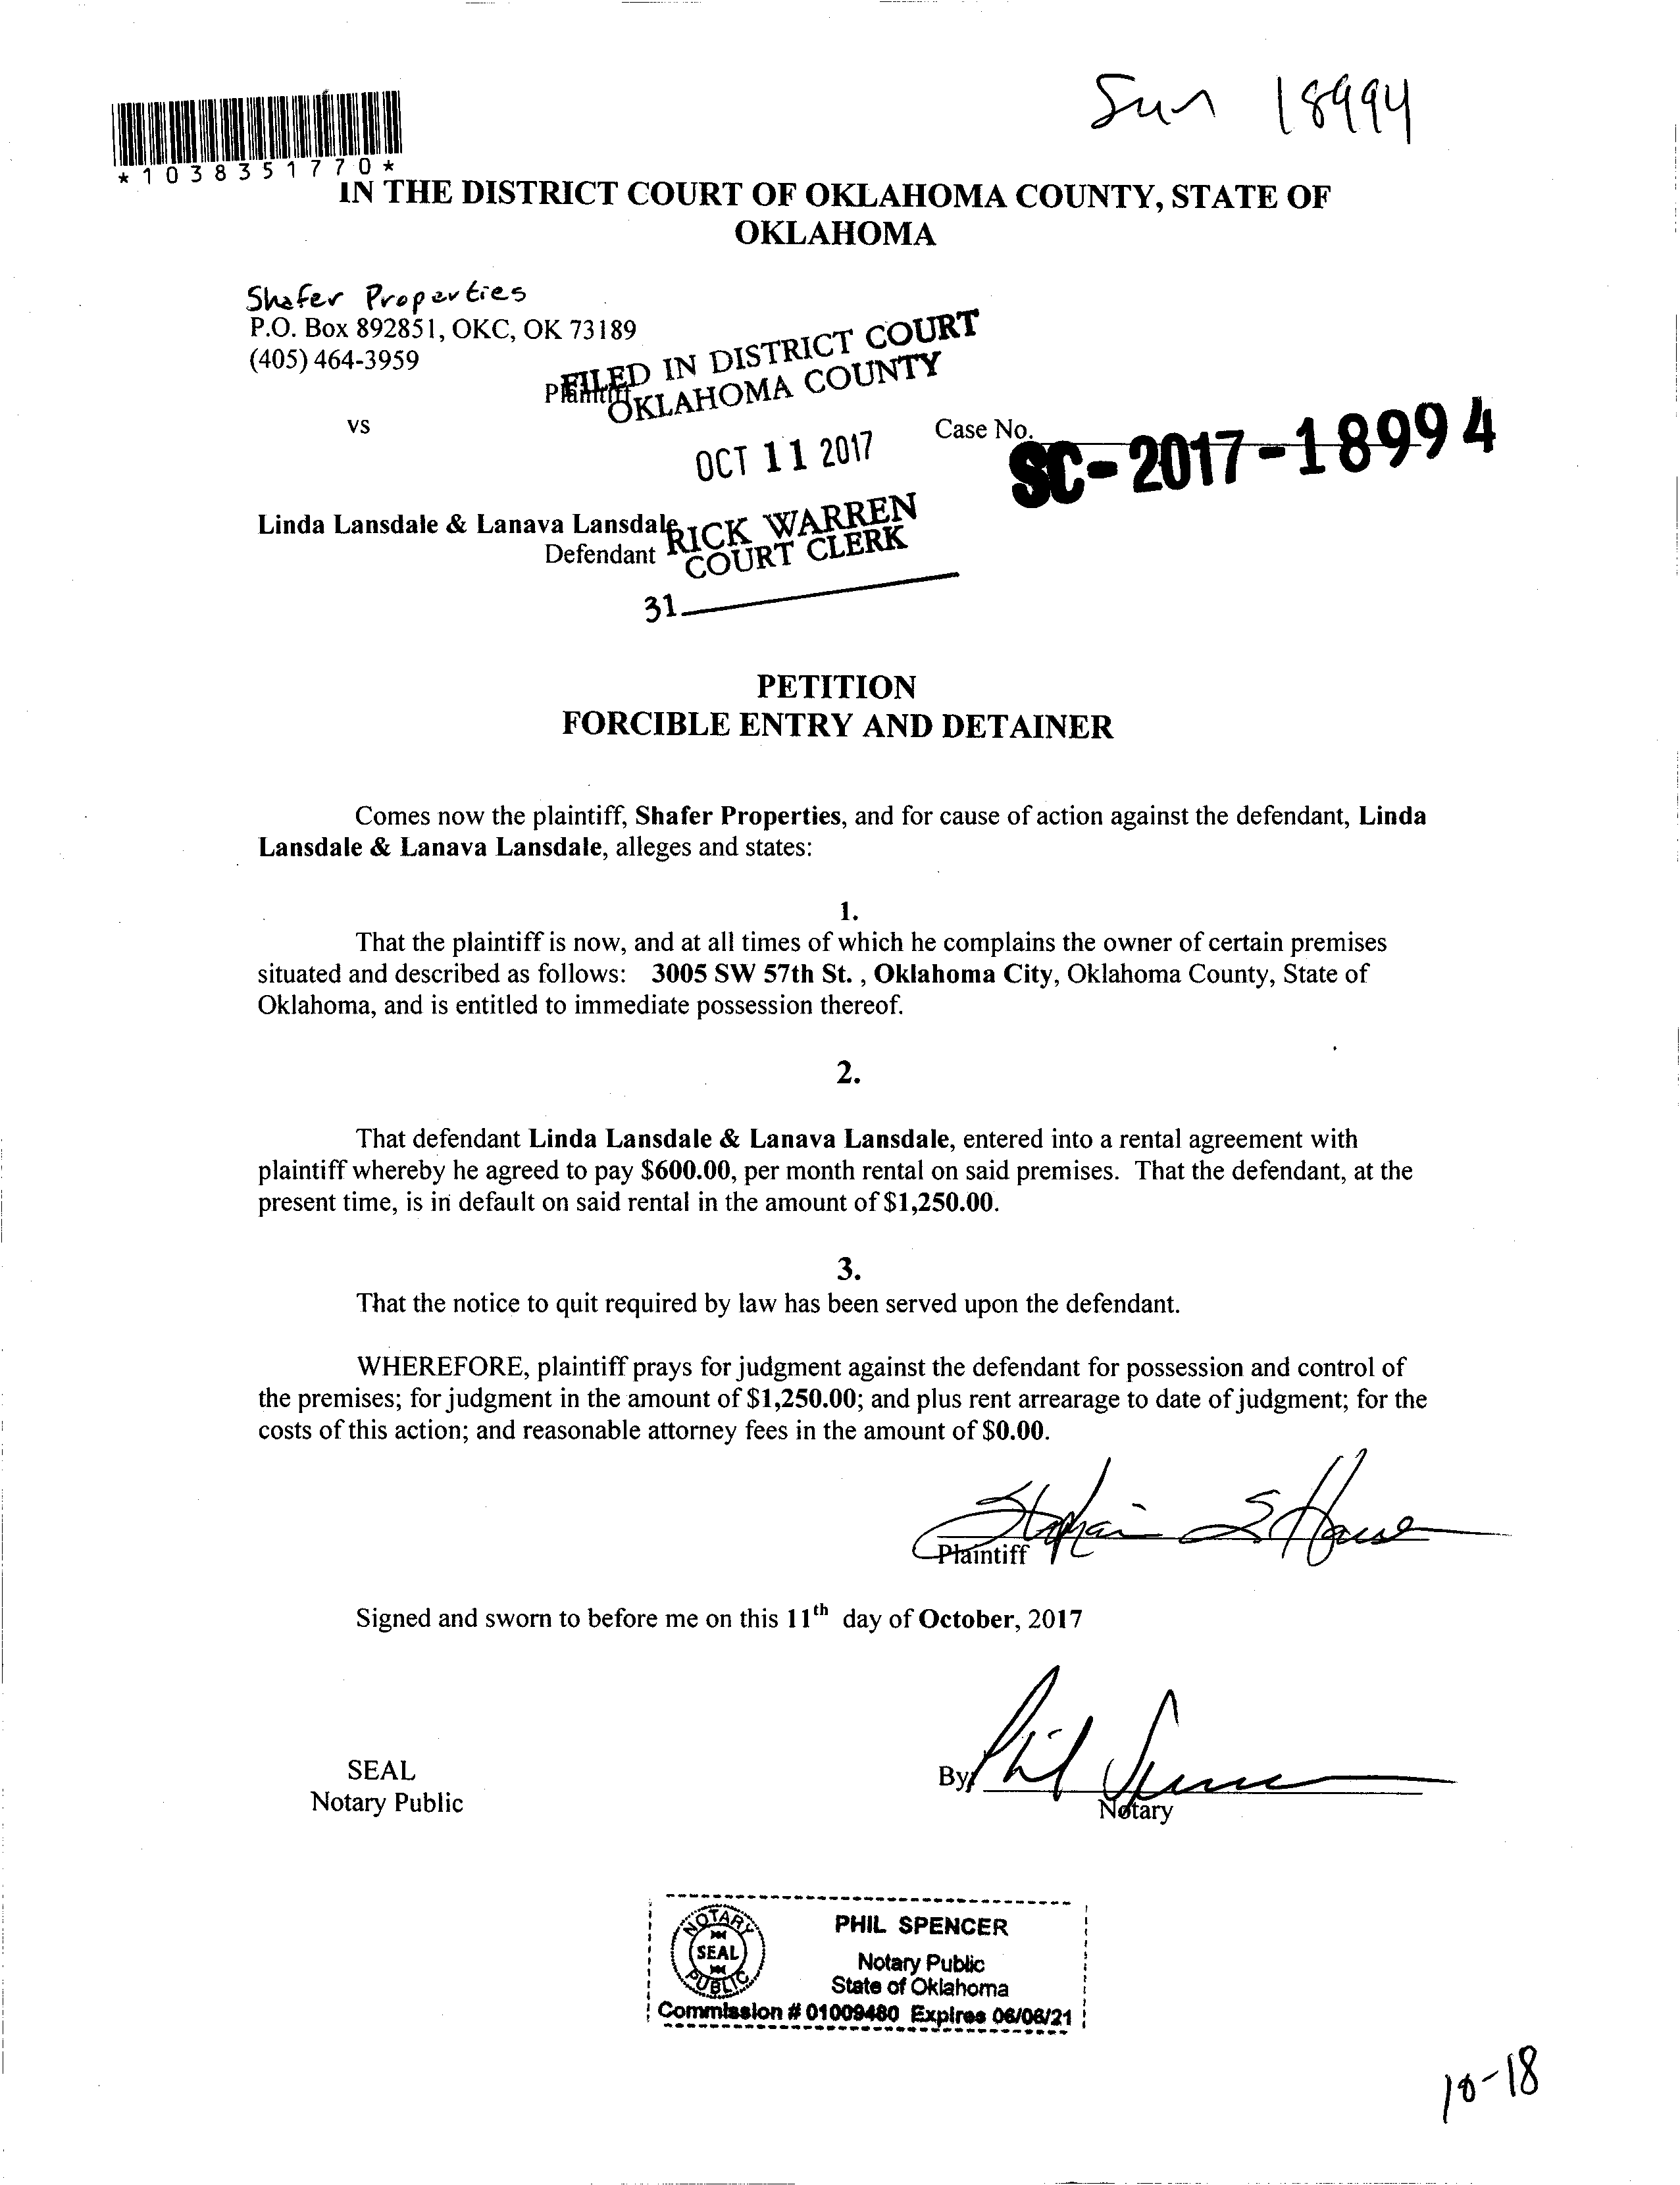 Sun 18994
*1038351770*
IN THE DISTRICT COURT OF OKLAHOMA COUNTY, STATE OF
OKLAHOMA
Shafer Properties
P.O. Box 892851, OKC, OK 73189
(405) 464-3959
Plaintiff
FILED IN DISTRICT COURT
OKLAHOMA COUNTY
vs
OCT 11 2017
Case No. SC-2017-18994
Linda Lansdale & Lanava Lansdale
Defendant
RICK WARREN
COURT CLERK
31
PETITION
FORCIBLE ENTRY AND DETAINER
Comes now the plaintiff, Shafer Properties, and for cause of action against the defendant, Linda
Lansdale & Lanava Lansdale, alleges and states:
1.
That the plaintiff is now, and at all times of which he complains the owner of certain premises
situated and described as follows: 3005 SW 57th St. , Oklahoma City, Oklahoma County, State of
Oklahoma, and is entitled to immediate possession thereof.
2.
That defendant Linda Lansdale & Lanava Lansdale, entered into a rental agreement with
plaintiff whereby he agreed to pay $600.00, per month rental on said premises. That the defendant, at the
present time, is in default on said rental in the amount of $1,250.00.
3.
That the notice to quit required by law has been served upon the defendant.
WHEREFORE, plaintiff prays for judgment against the defendant for possession and control of
the premises; for judgment in the amount of $1,250.00; and plus rent arrearage to date of judgment; for the
costs of this action; and reasonable attorney fees in the amount of $0.00.
Plaintiff
Signed and sworn to before me on this 11th day of October, 2017
SEAL
Notary Public
By Phil Spencer
Notary
NOTARY
SEAL
PUBLIC
PHIL SPENCER
Notary Public
State of Oklahoma
Commission # 01009480 Expires 06/06/21
10-18